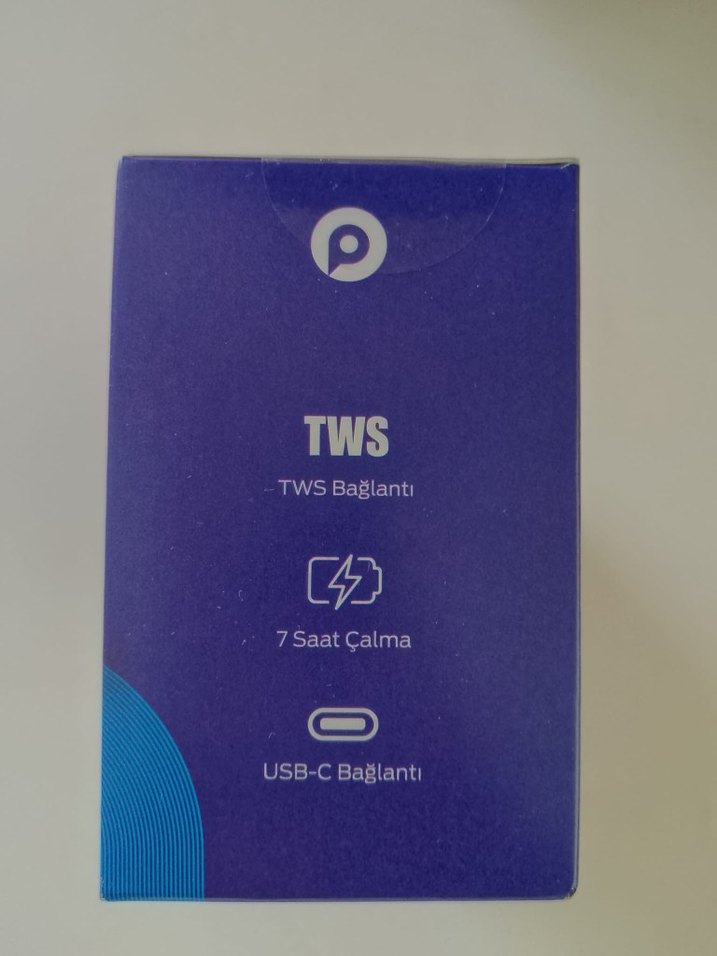 TWS
TWS Bağlantı
7 Saat Çalma
USB-C Bağlantı